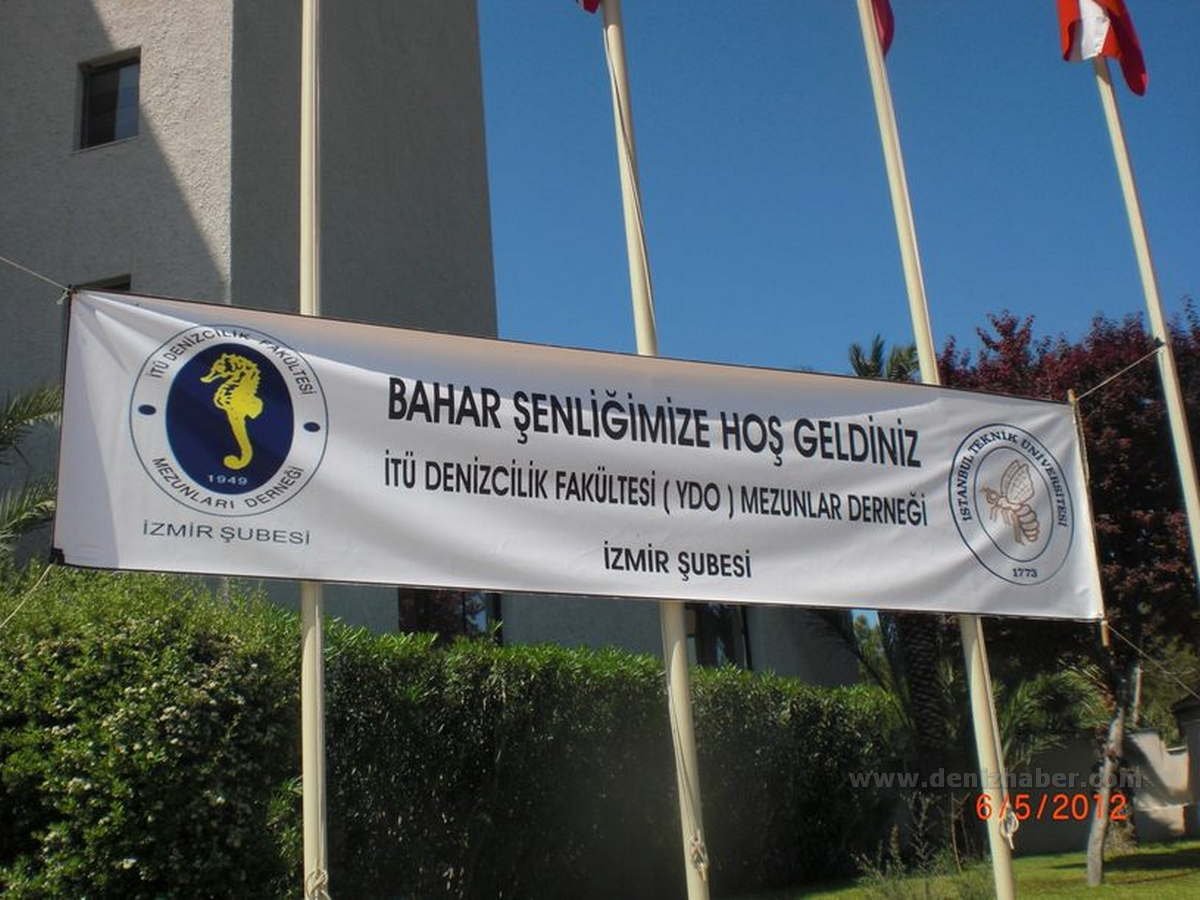 İTÜ DENİZCİLİK FAKÜLTESİ
1949
MEZUNLARI DERNEĞİ
İZMİR ŞUBESİ
BAHAR ŞENLİĞİMİZE HOŞ GELDİNİZ
İTÜ DENİZCİLİK FAKÜLTESİ ( YDO ) MEZUNLAR DERNEĞİ
İZMİR ŞUBESİ
İSTANBUL TEKNİK ÜNİVERSİTESİ
1773
www.denizhaber.com
6/5/2012